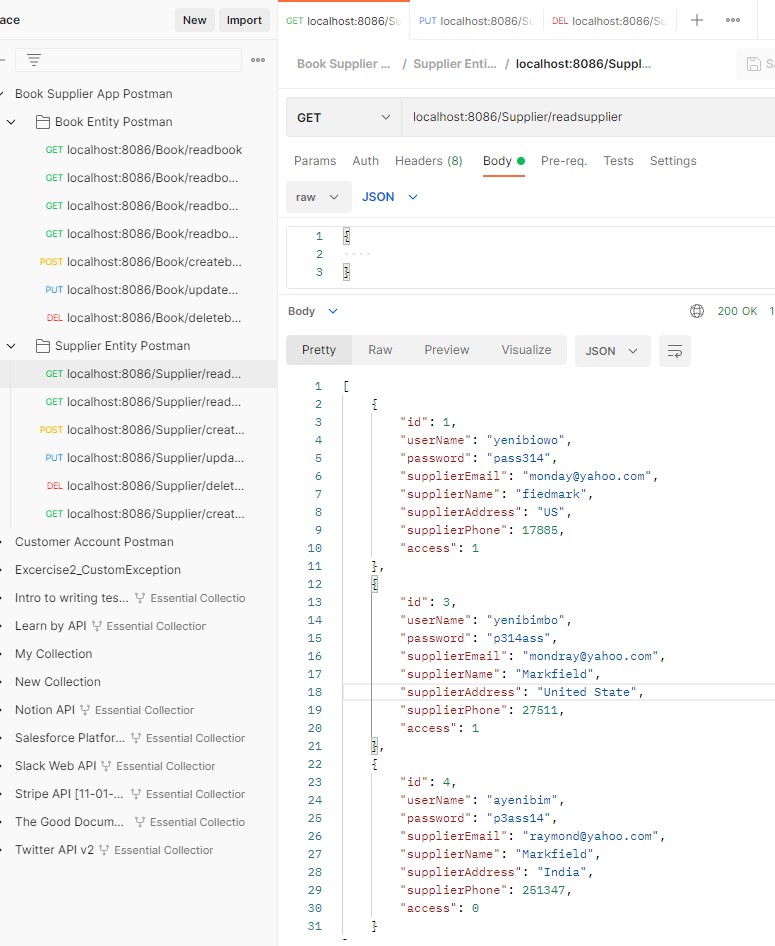 ace
New
Import
Book Supplier App Postman
Book Entity Postman
GET localhost:8086/Book/readbook
GET localhost:8086/Book/readbo...
GET localhost:8086/Book/readbo...
GET localhost:8086/Book/readbo...
POST localhost:8086/Book/createb...
PUT localhost:8086/Book/update...
DEL localhost:8086/Book/deleteb...
Supplier Entity Postman
GET localhost:8086/Supplier/read...
GET localhost:8086/Supplier/read...
POST localhost:8086/Supplier/creat...
PUT localhost:8086/Supplier/upda...
DEL localhost:8086/Supplier/delet...
GET localhost:8086/Supplier/creat...
Customer Account Postman
Excercise2_CustomException
Intro to writing tes... Essential Collectio
Learn by API Essential Collection
My Collection
New Collection
Notion API Essential Collection
Salesforce Platfor... Essential Collection
Slack Web API Essential Collection
Stripe API [11-01-... Essential Collection
The Good Docum... Essential Collectio
Twitter API v2 Essential Collection
GET localhost:8086/Su
PUT localhost:8086/Su
DEL localhost:8086/Su
Book Supplier ... / Supplier Enti... / localhost:8086/Suppl...
GET
localhost:8086/Supplier/readsupplier
Params Auth Headers (8) Body Pre-req. Tests Settings
raw JSON
1 {
2 ····
3 }
Body
200 OK 1
Pretty Raw Preview Visualize JSON
1 [
2 {
3 "id": 1,
4 "userName": "yenibiowo",
5 "password": "pass314",
6 "supplierEmail": "monday@yahoo.com",
7 "supplierName": "fiedmark",
8 "supplierAddress": "US",
9 "supplierPhone": 17885,
10 "access": 1
11 },
12 {
13 "id": 3,
14 "userName": "yenibimbo",
15 "password": "p314ass",
16 "supplierEmail": "mondray@yahoo.com",
17 "supplierName": "Markfield",
18 "supplierAddress": "United State",
19 "supplierPhone": 27511,
20 "access": 1
21 },
22 {
23 "id": 4,
24 "userName": "ayenibim",
25 "password": "p3ass14",
26 "supplierEmail": "raymond@yahoo.com",
27 "supplierName": "Markfield",
28 "supplierAddress": "India",
29 "supplierPhone": 251347,
30 "access": 0
31 }